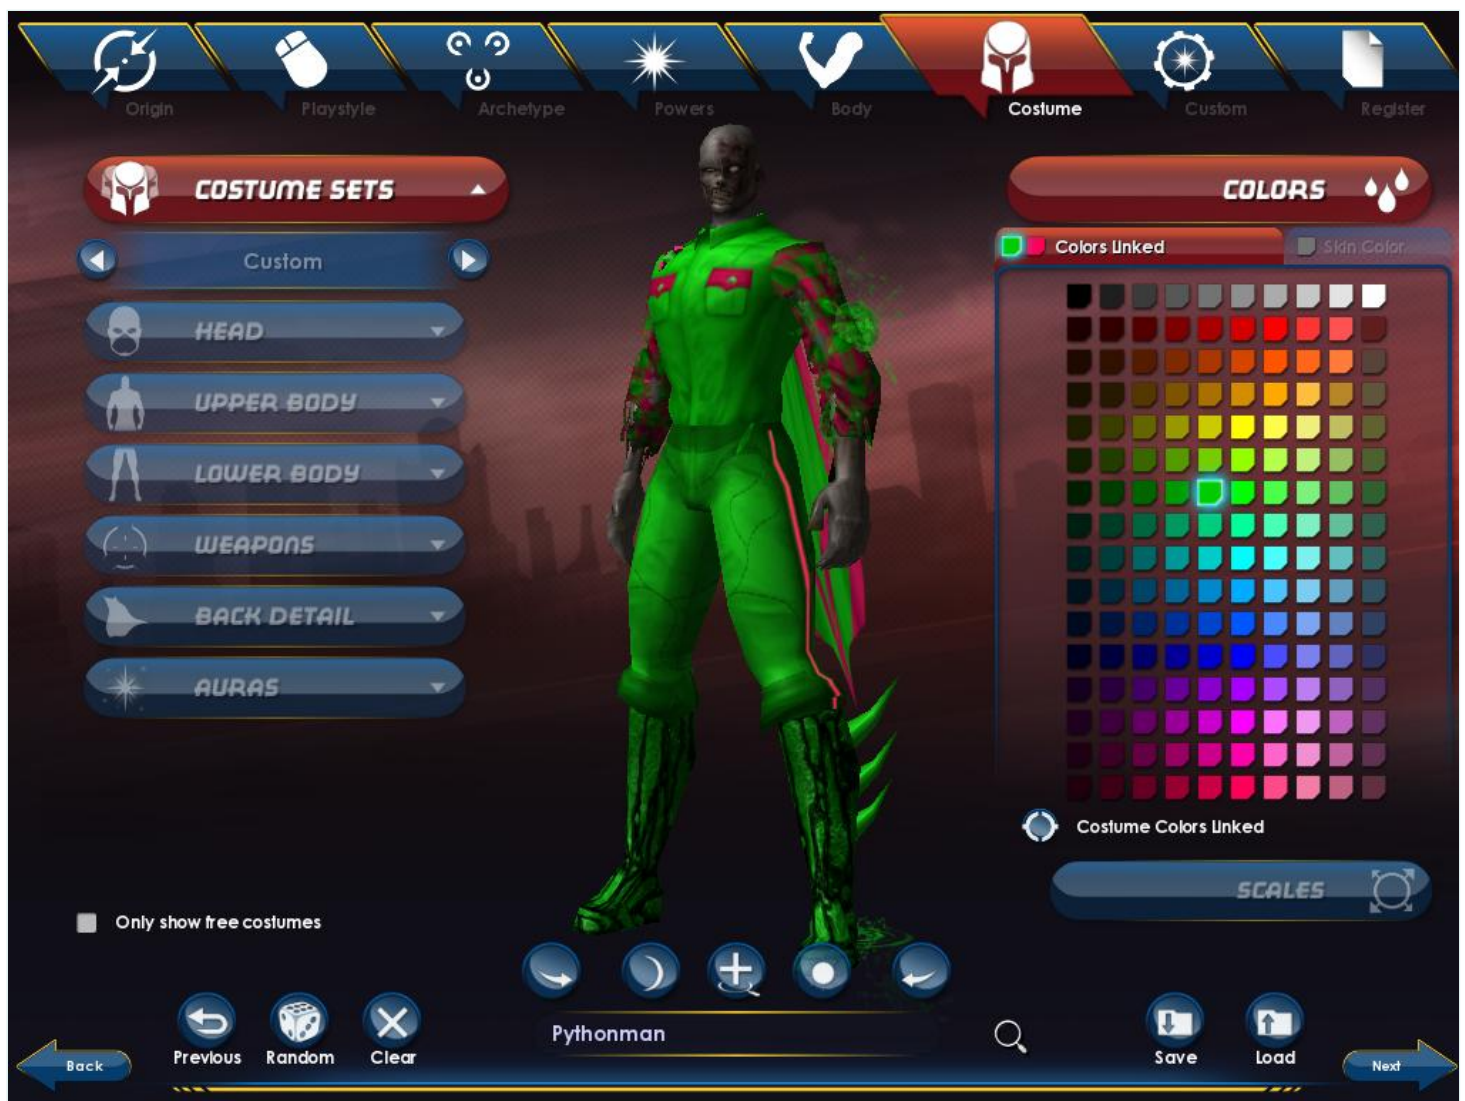 Origin
Playstyle
Archetype
Powers
Body
Costume
Custom
Register
COSTUME SETS
COLORS
Custom
Colors Linked
Skin Color
HEAD
UPPER BODY
LOWER BODY
WEAPONS
BACK DETAIL
AURAS
Costume Colors Linked
SCALES
Only show free costumes
Pythonman
Previous
Random
Clear
Save
Load
Back
Next